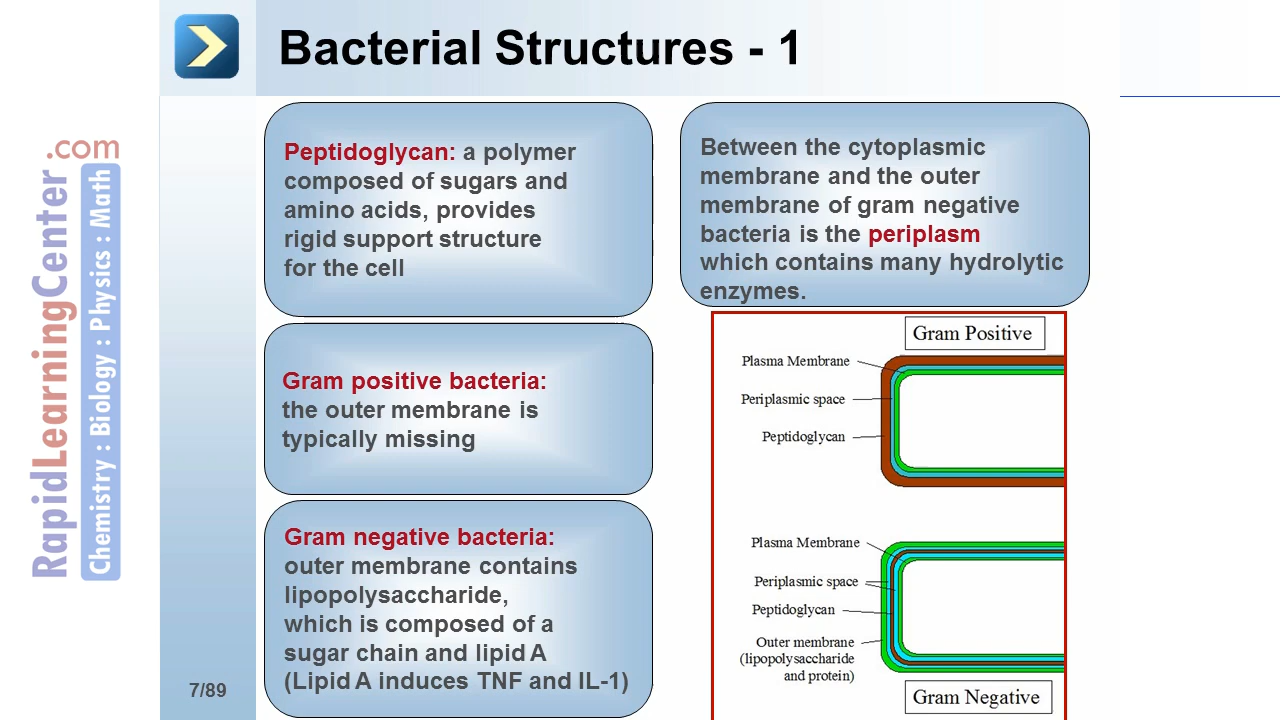 Bacterial Structures - 1
RapidLearningCenter.com
Chemistry : Biology : Physics : Math
Peptidoglycan: a polymer
composed of sugars and
amino acids, provides
rigid support structure
for the cell
Gram positive bacteria:
the outer membrane is
typically missing
Gram negative bacteria:
outer membrane contains
lipopolysaccharide,
which is composed of a
sugar chain and lipid A
(Lipid A induces TNF and IL-1)
Between the cytoplasmic
membrane and the outer
membrane of gram negative
bacteria is the periplasm
which contains many hydrolytic
enzymes.
Gram Positive
Plasma Membrane
Periplasmic space
Peptidoglycan
Plasma Membrane
Periplasmic space
Peptidoglycan
Outer membrane
(lipopolysaccharide
and protein)
Gram Negative
7/89